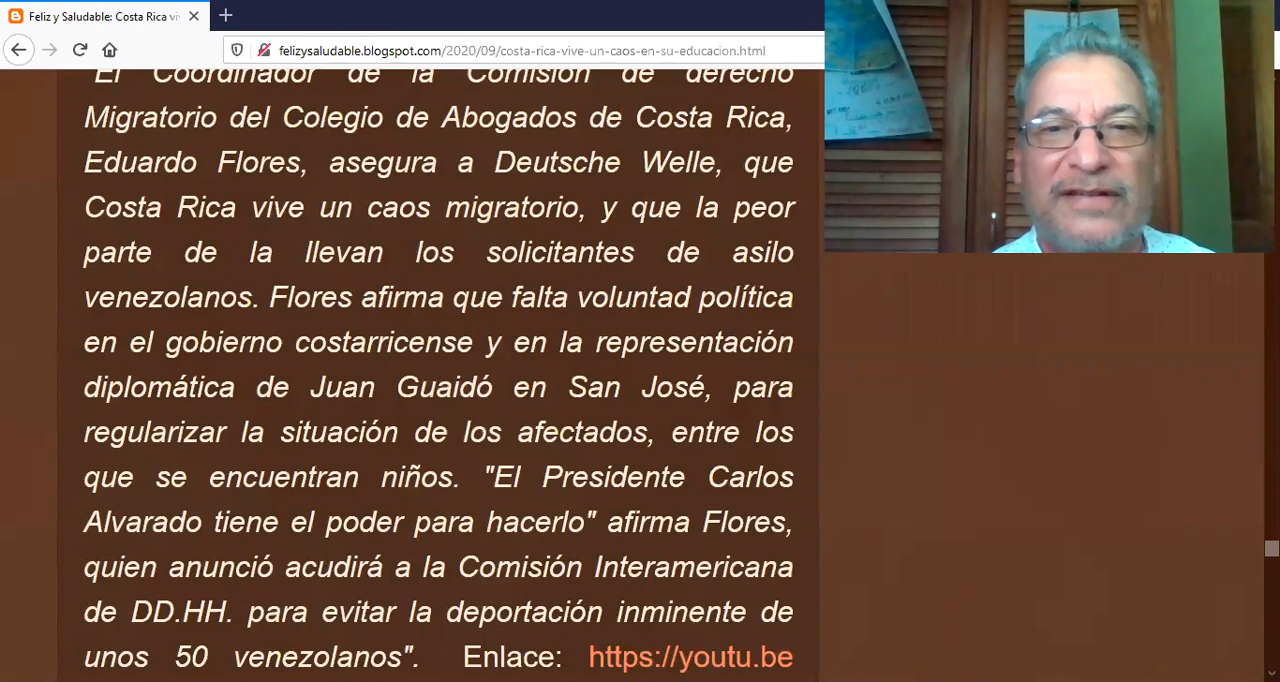 Feliz y Saludable: Costa Rica vi
felizysaludable.blogspot.com/2020/09/costa-rica-vive-un-caos-en-su-educacion.html
"El Coordinador de la Comisión de derecho
Migratorio del Colegio de Abogados de Costa Rica,
Eduardo Flores, asegura a Deutsche Welle, que
Costa Rica vive un caos migratorio, y que la peor
parte de la llevan los solicitantes de asilo
venezolanos. Flores afirma que falta voluntad política
en el gobierno costarricense y en la representación
diplomática de Juan Guaidó en San José, para
regularizar la situación de los afectados, entre los
que se encuentran niños. "El Presidente Carlos
Alvarado tiene el poder para hacerlo" afirma Flores,
quien anunció acudirá a la Comisión Interamericana
de DD.HH. para evitar la deportación inminente de
unos 50 venezolanos". Enlace: https://youtu.be